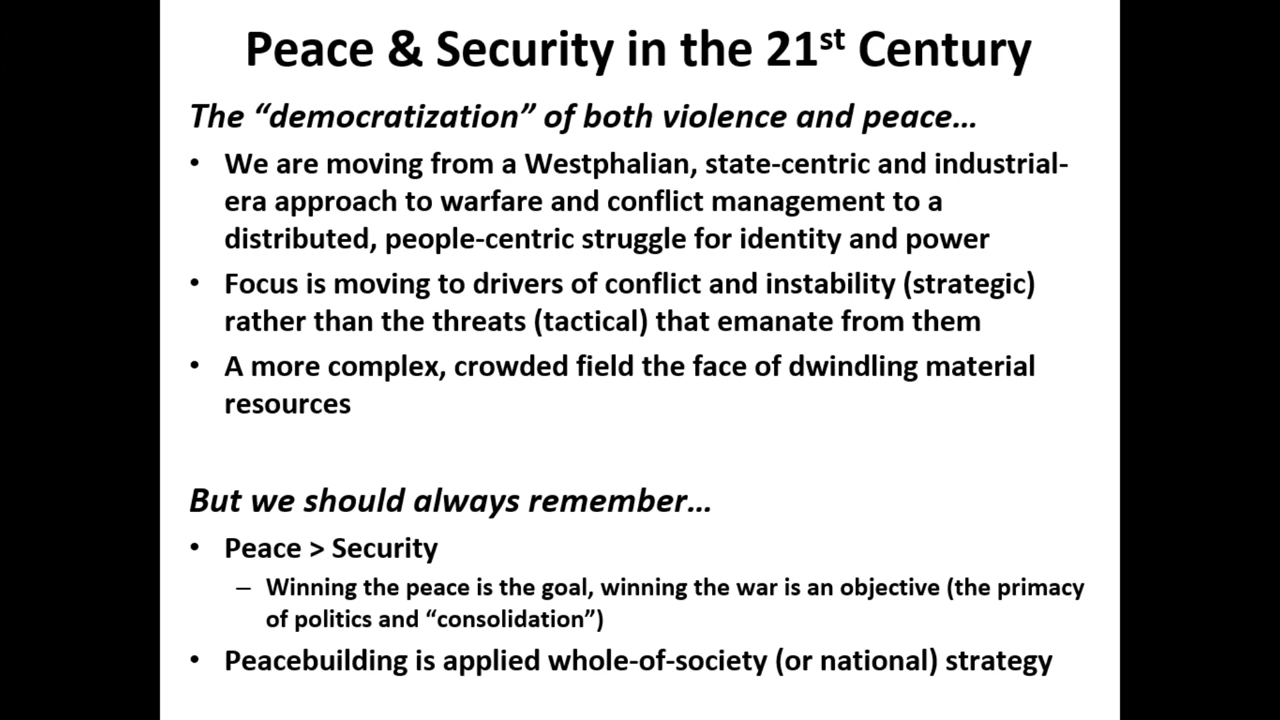 Peace & Security in the 21st Century
The “democratization” of both violence and peace…
• We are moving from a Westphalian, state-centric and industrial-
era approach to warfare and conflict management to a
distributed, people-centric struggle for identity and power
• Focus is moving to drivers of conflict and instability (strategic)
rather than the threats (tactical) that emanate from them
• A more complex, crowded field the face of dwindling material
resources
But we should always remember…
• Peace > Security
– Winning the peace is the goal, winning the war is an objective (the primacy
of politics and “consolidation”)
• Peacebuilding is applied whole-of-society (or national) strategy